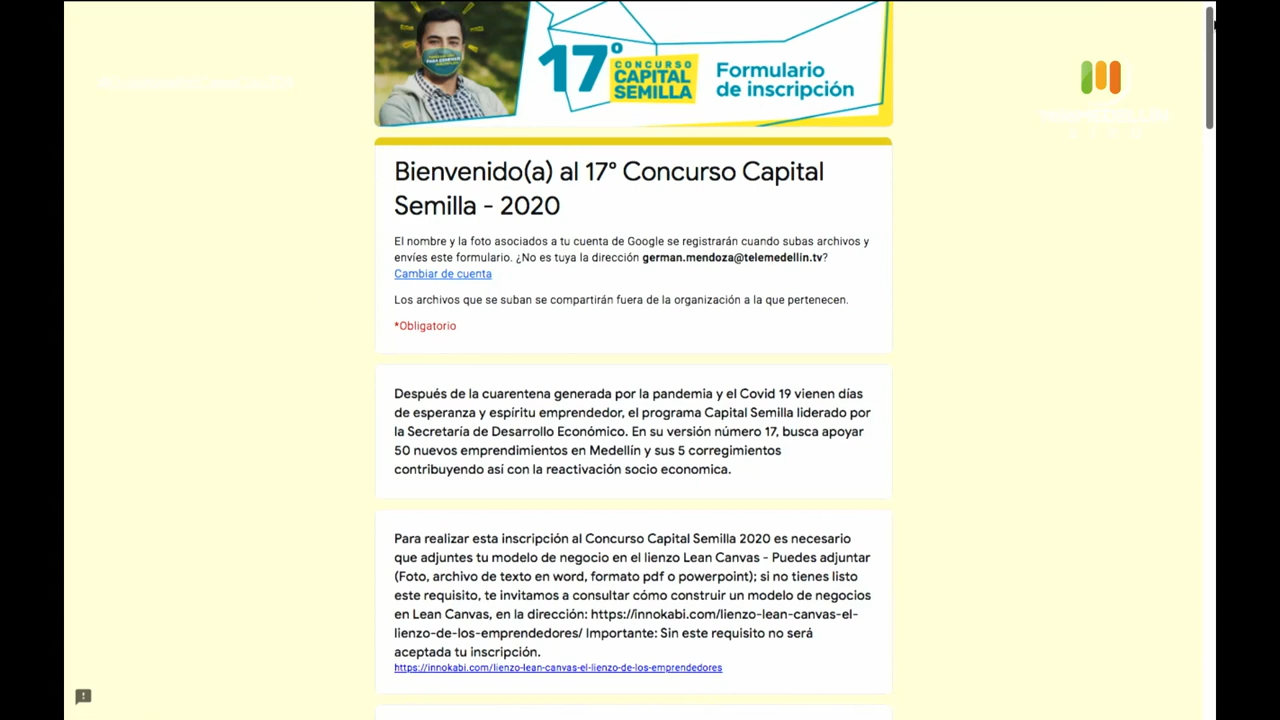 17°
CONCURSO
CAPITAL
SEMILLA
Formulario
de inscripción
Bienvenido(a) al 17° Concurso Capital
Semilla - 2020
El nombre y la foto asociados a tu cuenta de Google se registrarán cuando subas archivos y
envíes este formulario. ¿No es tuya la dirección german.mendoza@telemedellin.tv?
Cambiar de cuenta
Los archivos que se suban se compartirán fuera de la organización a la que pertenecen.
*Obligatorio
Después de la cuarentena generada por la pandemia y el Covid 19 vienen días
de esperanza y espíritu emprendedor, el programa Capital Semilla liderado por
la Secretaría de Desarrollo Económico. En su versión número 17, busca apoyar
50 nuevos emprendimientos en Medellín y sus 5 corregimientos
contribuyendo así con la reactivación socio economica.
Para realizar esta inscripción al Concurso Capital Semilla 2020 es necesario
que adjuntes tu modelo de negocio en el lienzo Lean Canvas - Puedes adjuntar
(Foto, archivo de texto en word, formato pdf o powerpoint); si no tienes listo
este requisito, te invitamos a consultar cómo construir un modelo de negocios
en Lean Canvas, en la dirección: https://innokabi.com/lienzo-lean-canvas-el-
lienzo-de-los-emprendedores/ Importante: Sin este requisito no será
aceptada tu inscripción.
https://innokabi.com/lienzo-lean-canvas-el-lienzo-de-los-emprendedores